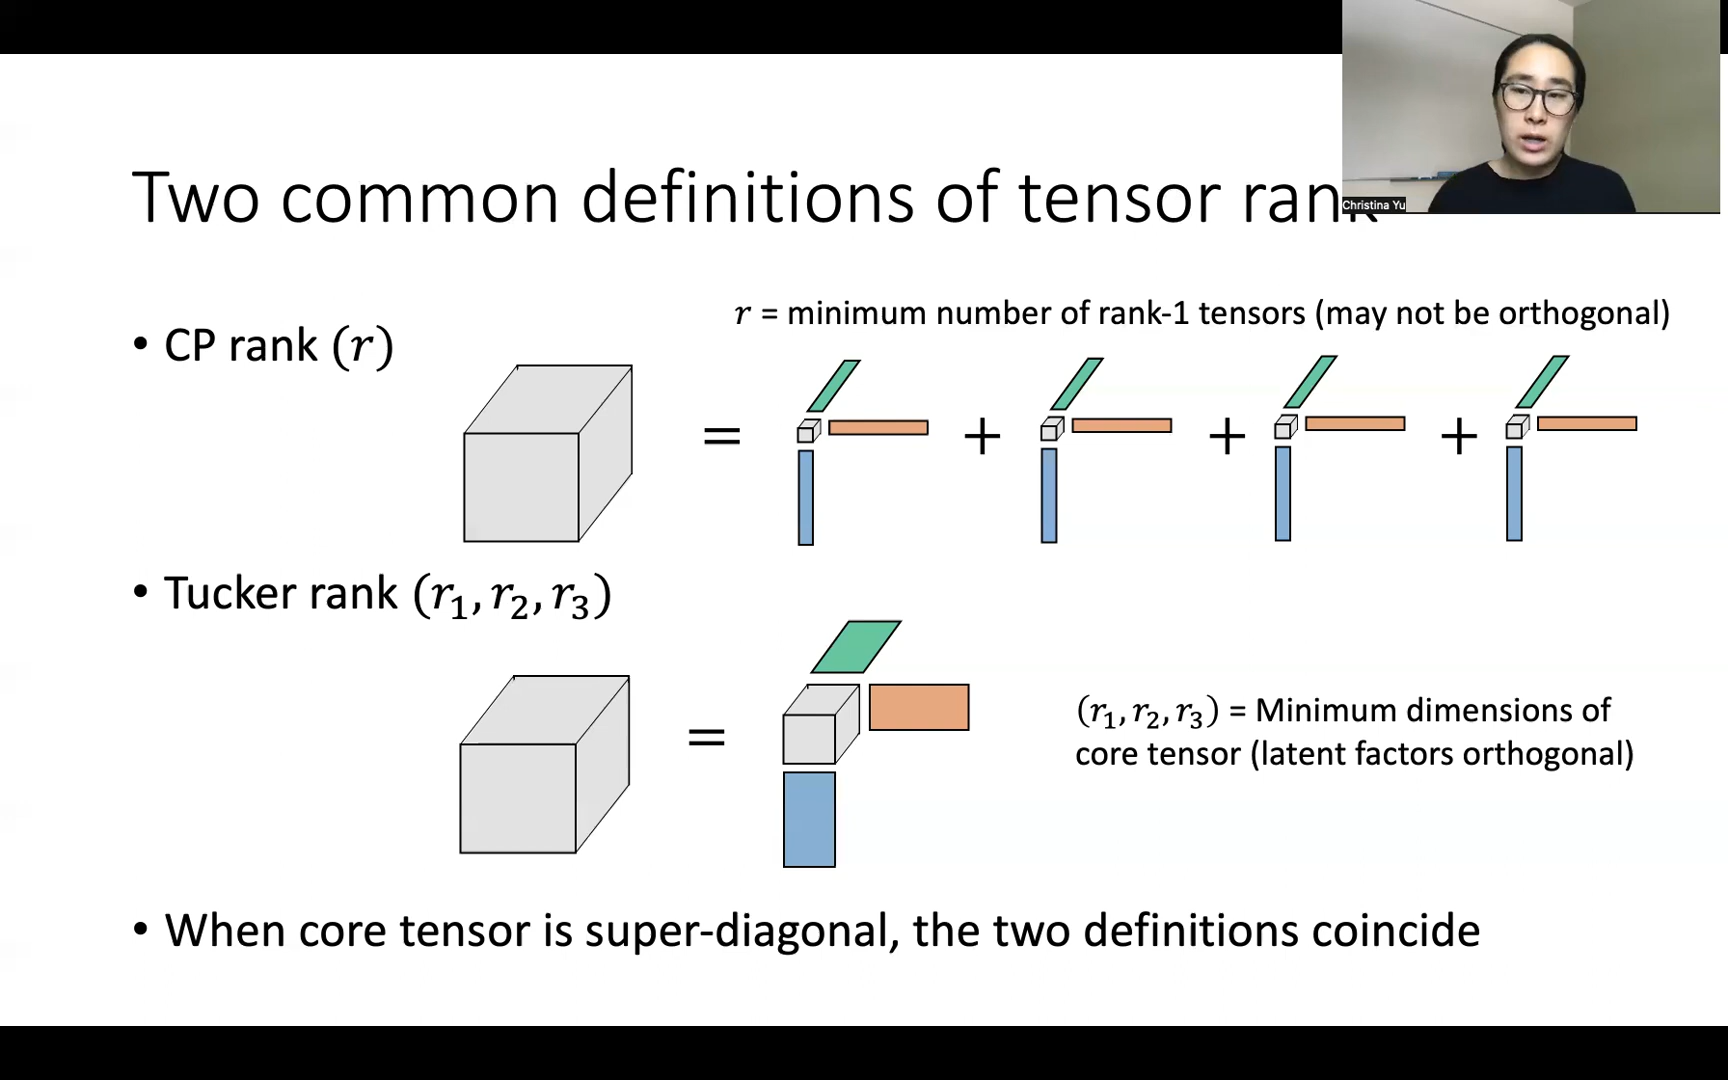 Christina Yu
Two common definitions of tensor rank
r = minimum number of rank-1 tensors (may not be orthogonal)
• CP rank (r)
= + + +
• Tucker rank (r₁, r₂, r₃)
=
(r₁, r₂, r₃) = Minimum dimensions of
core tensor (latent factors orthogonal)
• When core tensor is super-diagonal, the two definitions coincide